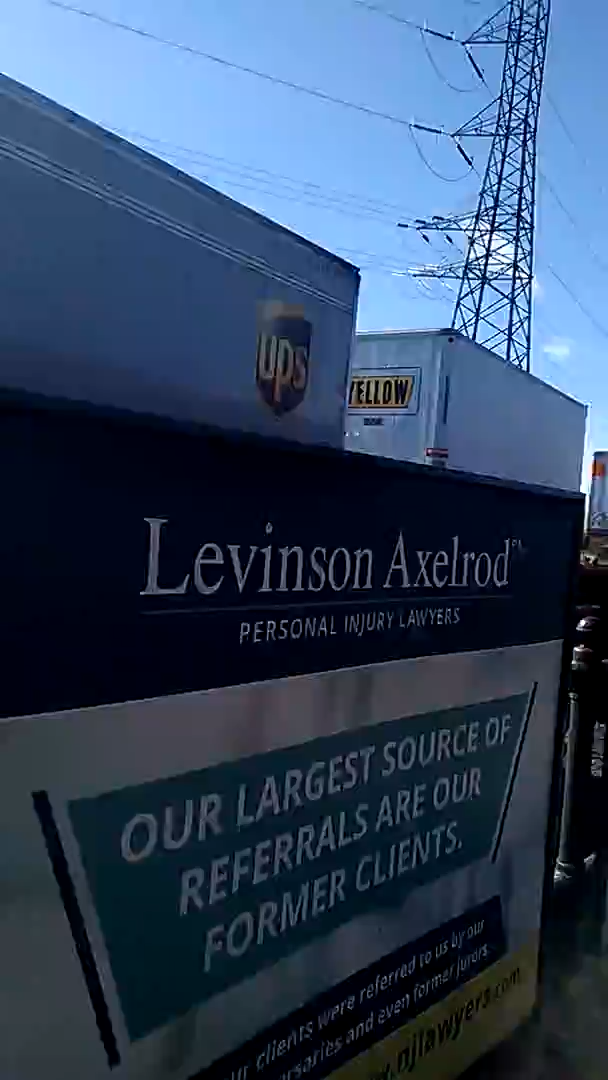 ups
YELLOW
Levinson Axelrod
PERSONAL INJURY LAWYERS
OUR LARGEST SOURCE OF
REFERRALS ARE OUR
FORMER CLIENTS.
clients were referred to us by our
and even former jurors.
njlawyers.com